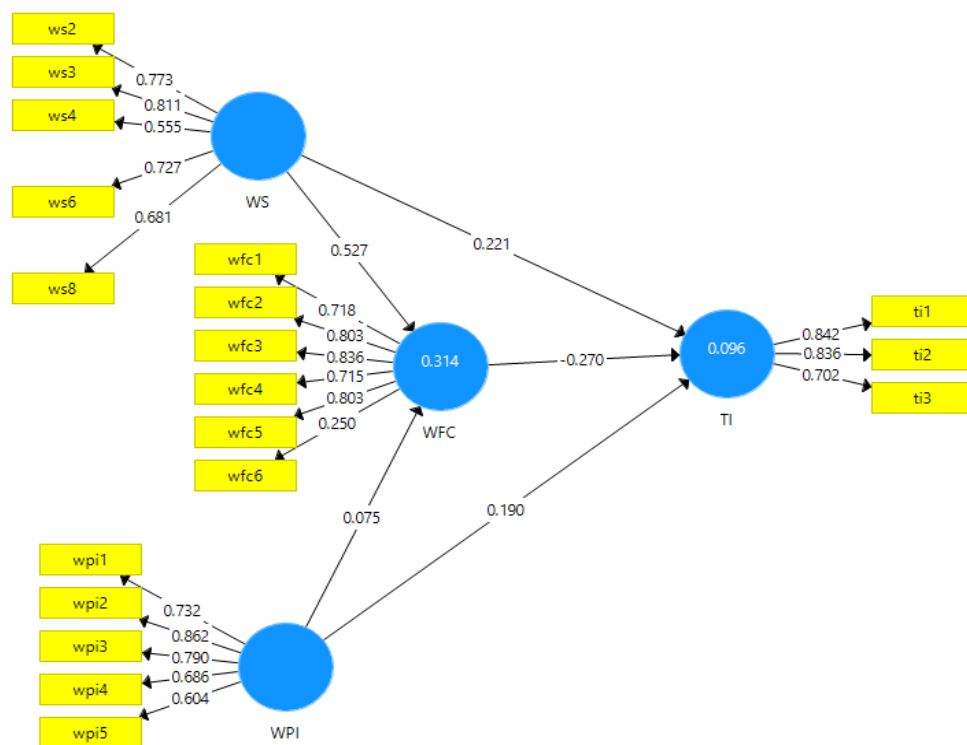 ws2
ws3
ws4
ws6
ws8
0.773
0.811
0.555
0.727
0.681
WS
0.527
0.221
wfc1
wfc2
wfc3
wfc4
wfc5
wfc6
0.718
0.803
0.836
0.715
0.803
0.250
0.314
WFC
-0.270
0.096
TI
0.842
0.836
0.702
ti1
ti2
ti3
0.075
0.190
wpi1
wpi2
wpi3
wpi4
wpi5
0.732
0.862
0.790
0.686
0.604
WPI